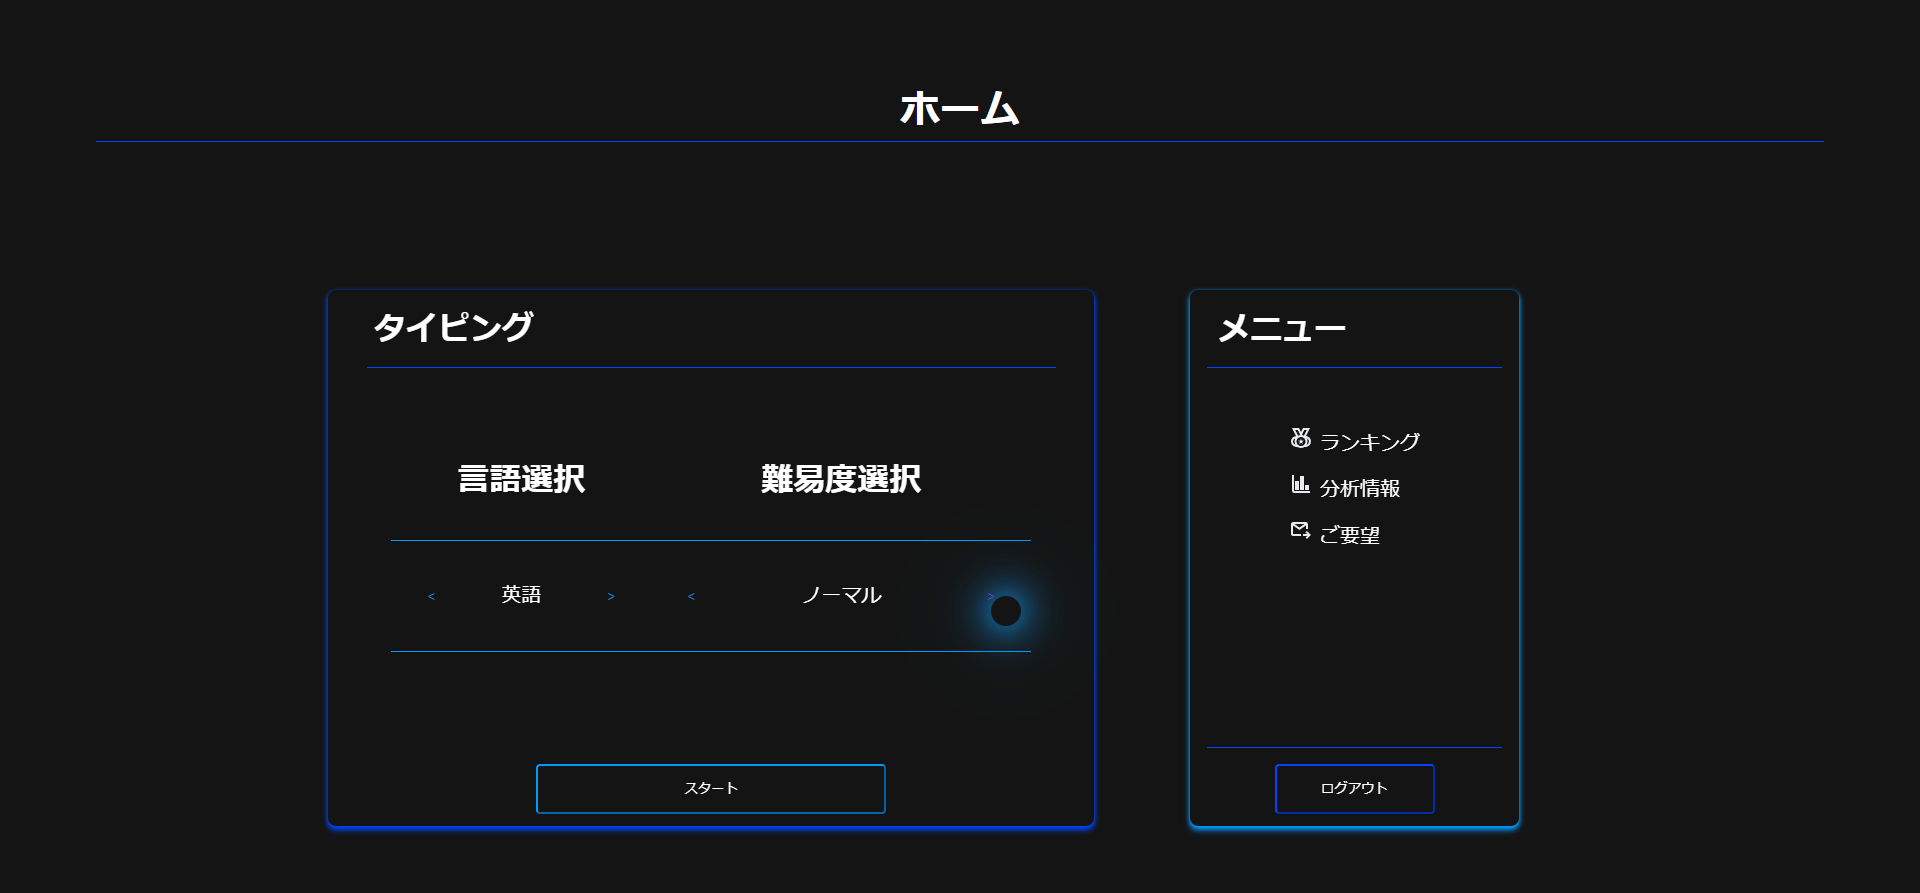 ホーム
タイピング
言語選択 難易度選択
< 英語 > < ノーマル >
スタート
メニュー
ランキング
分析情報
ご要望
ログアウト